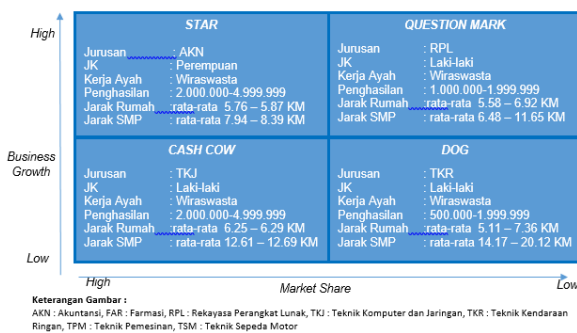 High
STAR
Jurusan : AKN
JK : Perempuan
Kerja Ayah : Wiraswasta
Penghasilan : 2.000.000-4.999.999
Jarak Rumah :rata-rata 5.76 – 5.87 KM
Jarak SMP : rata-rata 7.94 – 8.39 KM
QUESTION MARK
Jurusan : RPL
JK : Laki-laki
Kerja Ayah : Wiraswasta
Penghasilan : 1.000.000-1.999.999
Jarak Rumah :rata-rata 5.58 – 6.92 KM
Jarak SMP : rata-rata 6.48 – 11.65 KM
Business
Growth
CASH COW
Jurusan : TKJ
JK : Laki-laki
Kerja Ayah : Wiraswasta
Penghasilan : 2.000.000-4.999.999
Jarak Rumah :rata-rata 6.25 – 6.29 KM
Jarak SMP : rata-rata 12.61 – 12.69 KM
DOG
Jurusan : TKR
JK : Laki-laki
Kerja Ayah : Wiraswasta
Penghasilan : 500.000-1.999.999
Jarak Rumah :rata-rata 5.11 – 7.36 KM
Jarak SMP : rata-rata 14.17 – 20.12 KM
Low
High
Market Share
Low
Keterangan Gambar :
AKN : Akuntansi, FAR : Farmasi, RPL : Rekayasa Perangkat Lunak, TKJ : Teknik Komputer dan Jaringan, TKR : Teknik Kendaraan
Ringan, TPM : Teknik Pemesinan, TSM : Teknik Sepeda Motor